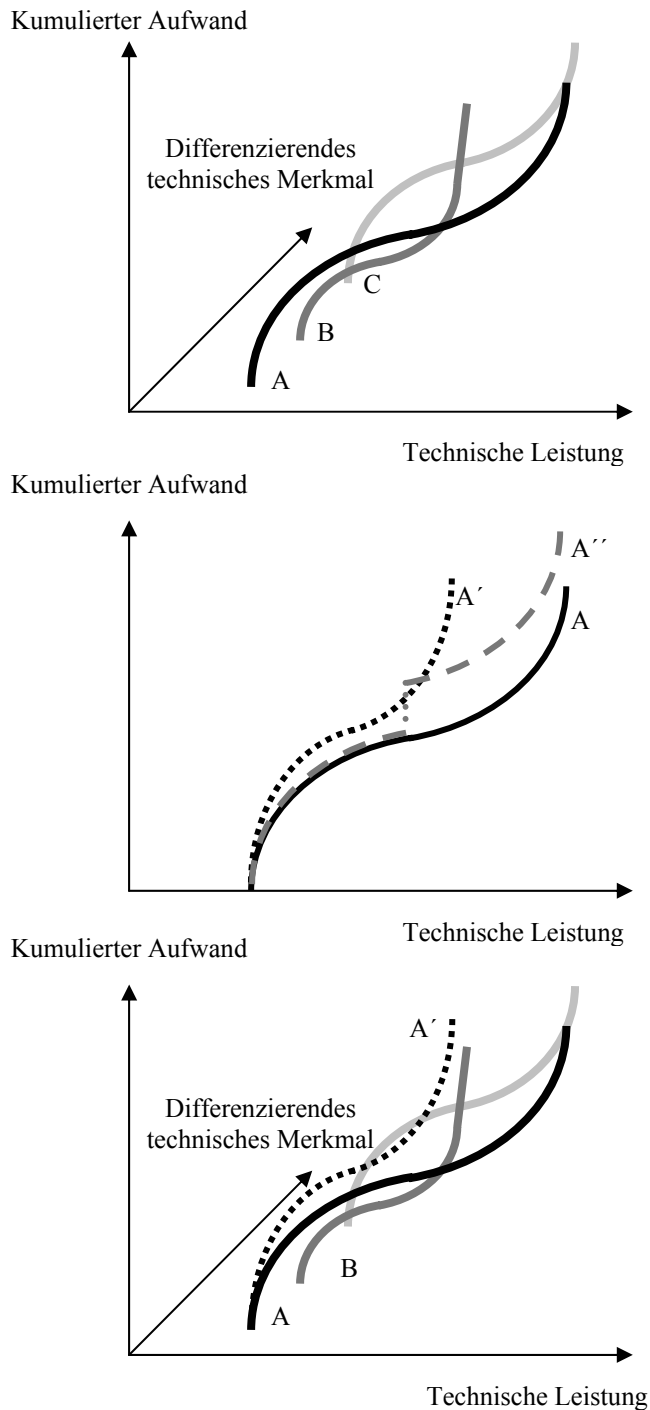 Kumulierter Aufwand
Differenzierendes
technisches Merkmal
C
B
A
Technische Leistung
Kumulierter Aufwand
A´´
A´
A
Technische Leistung
Kumulierter Aufwand
A´
Differenzierendes
technisches Merkmal
B
A
Technische Leistung